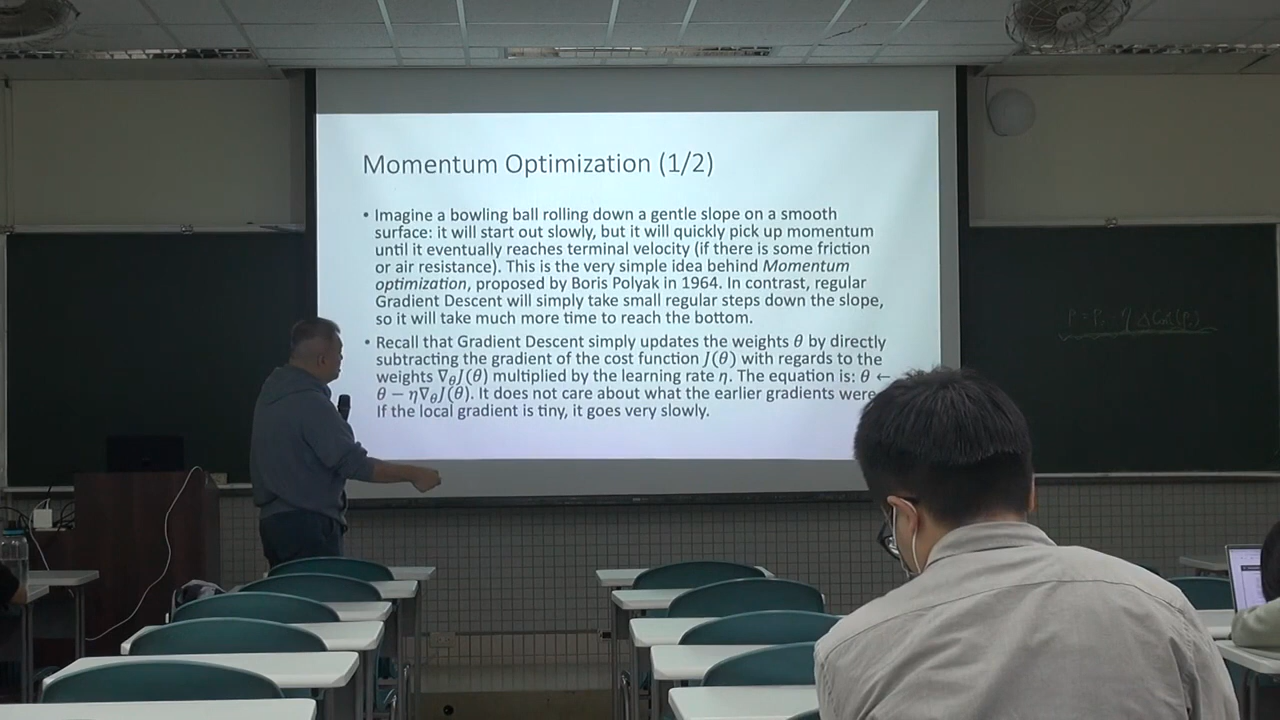 Momentum Optimization (1/2)
• Imagine a bowling ball rolling down a gentle slope on a smooth
surface: it will start out slowly, but it will quickly pick up momentum
until it eventually reaches terminal velocity (if there is some friction
or air resistance). This is the very simple idea behind Momentum
optimization, proposed by Boris Polyak in 1964. In contrast, regular
Gradient Descent will simply take small regular steps down the slope,
so it will take much more time to reach the bottom.
• Recall that Gradient Descent simply updates the weights θ by directly
subtracting the gradient of the cost function J(θ) with regards to the
weights ∇θJ(θ) multiplied by the learning rate η. The equation is: θ ←
θ − η∇θJ(θ). It does not care about what the earlier gradients were
If the local gradient is tiny, it goes very slowly.